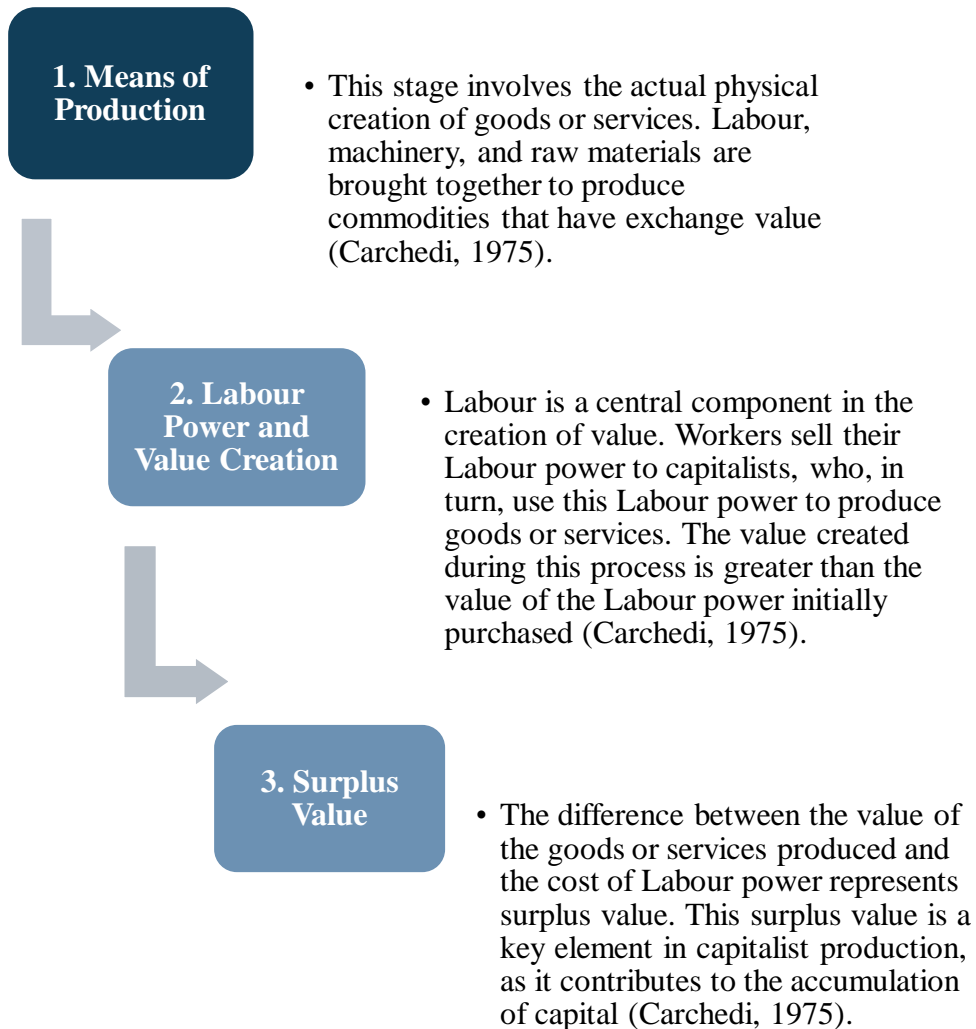 1. Means of
Production
• This stage involves the actual physical
creation of goods or services. Labour,
machinery, and raw materials are
brought together to produce
commodities that have exchange value
(Carchedi, 1975).
2. Labour
Power and
Value Creation
• Labour is a central component in the
creation of value. Workers sell their
Labour power to capitalists, who, in
turn, use this Labour power to produce
goods or services. The value created
during this process is greater than the
value of the Labour power initially
purchased (Carchedi, 1975).
3. Surplus
Value
• The difference between the value of
the goods or services produced and
the cost of Labour power represents
surplus value. This surplus value is a
key element in capitalist production,
as it contributes to the accumulation
of capital (Carchedi, 1975).